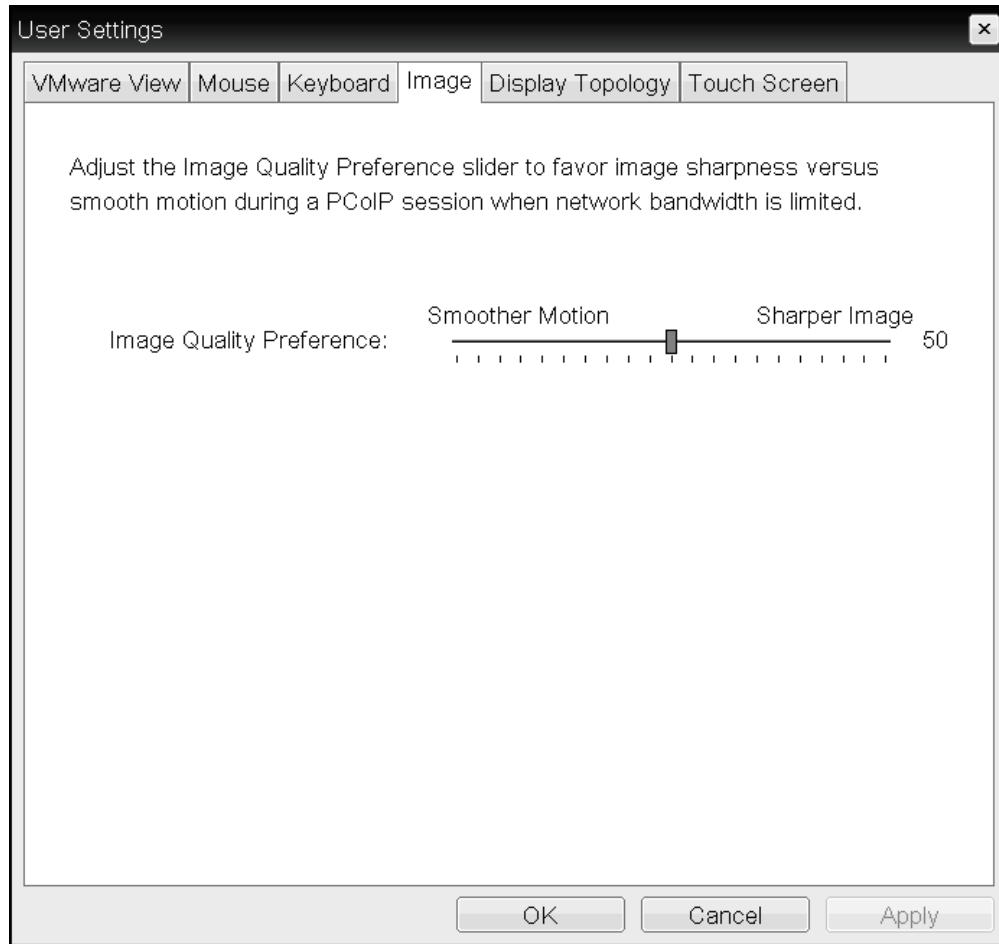 User Settings
VMware View Mouse Keyboard Image Display Topology Touch Screen
Adjust the Image Quality Preference slider to favor image sharpness versus
smooth motion during a PCoIP session when network bandwidth is limited.
Smoother Motion Sharper Image
Image Quality Preference: 50
OK Cancel Apply